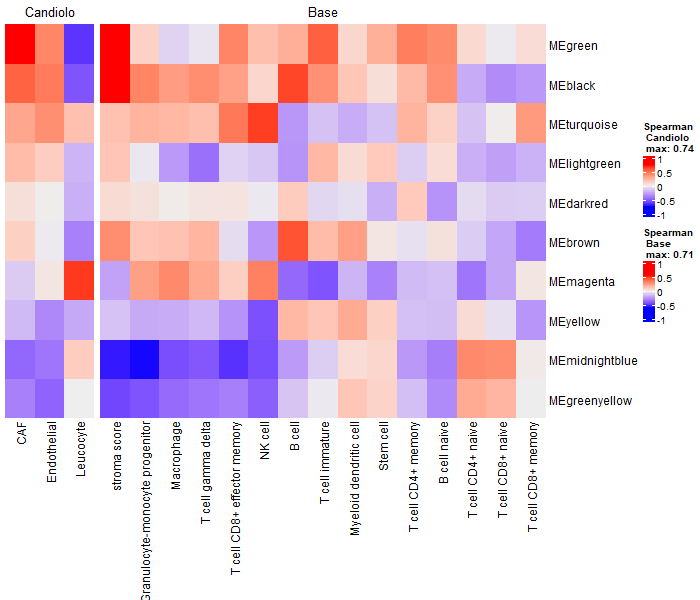 Candiolo
Base
MEgreen
MEblack
MEturquoise
MElightgreen
MEdarkred
MEbrown
MEmagenta
MEyellow
MEmidnightblue
MEgreenyellow
Spearman
Candiolo
max: 0.74
1
0.5
0
-0.5
-1
Spearman
Base
max: 0.71
1
0.5
0
-0.5
-1
CAF
Endothelial
Leucocyte
stroma score
Granulocyte-monocyte progenitor
Macrophage
T cell gamma delta
T cell CD8+ effector memory
NK cell
B cell
T cell immature
Myeloid dendritic cell
Stem cell
T cell CD4+ memory
B cell naive
T cell CD4+ naive
T cell CD8+ naive
T cell CD8+ memory